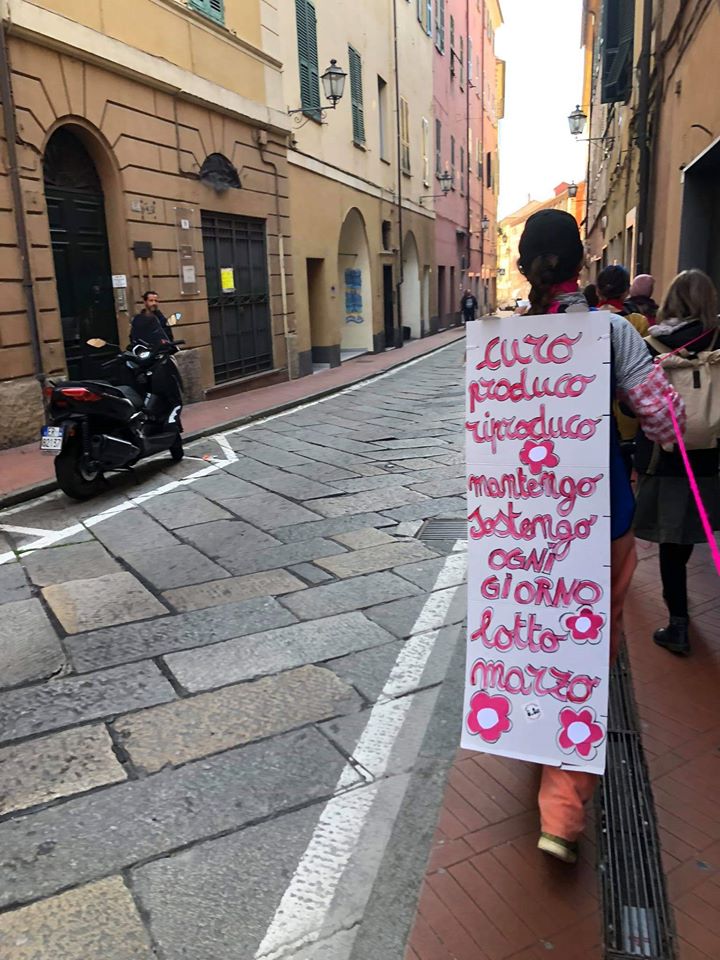 curo
produco
riproduco
mantengo
sostengo
OGNI
GiORNO
lotto
marzo